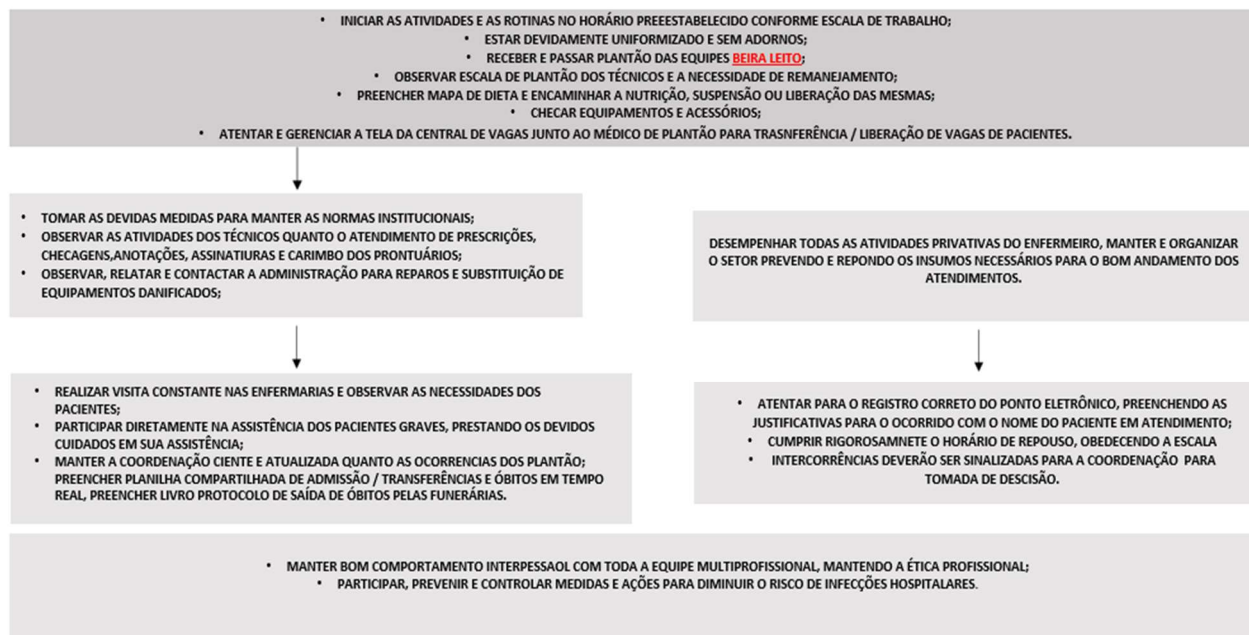 • INICIAR AS ATIVIDADES E AS ROTINAS NO HORÁRIO PREEESTABELECIDO CONFORME ESCALA DE TRABALHO;
• ESTAR DEVIDAMENTE UNIFORMIZADO E SEM ADORNOS;
• RECEBER E PASSAR PLANTÃO DAS EQUIPES BEIRA LEITO;
• OBSERVAR ESCALA DE PLANTÃO DOS TÉCNICOS E A NECESSIDADE DE REMANEJAMENTO;
• PREENCHER MAPA DE DIETA E ENCAMINHAR A NUTRIÇÃO, SUSPENSÃO OU LIBERAÇÃO DAS MESMAS;
• CHECAR EQUIPAMENTOS E ACESSÓRIOS;
• ATENTAR E GERENCIAR A TELA DA CENTRAL DE VAGAS JUNTO AO MÉDICO DE PLANTÃO PARA TRASNFERÊNCIA / LIBERAÇÃO DE VAGAS DE PACIENTES.
• TOMAR AS DEVIDAS MEDIDAS PARA MANTER AS NORMAS INSTITUCIONAIS;
• OBSERVAR AS ATIVIDADES DOS TÉCNICOS QUANTO O ATENDIMENTO DE PRESCRIÇÕES,
CHECAGENS,ANOTAÇÕES, ASSINATIURAS E CARIMBO DOS PRONTUÁRIOS;
• OBSERVAR, RELATAR E CONTACTAR A ADMINISTRAÇÃO PARA REPAROS E SUBSTITUIÇÃO DE
EQUIPAMENTOS DANIFICADOS;
DESEMPENHAR TODAS AS ATIVIDADES PRIVATIVAS DO ENFERMEIRO, MANTER E ORGANIZAR
O SETOR PREVENDO E REPONDO OS INSUMOS NECESSÁRIOS PARA O BOM ANDAMENTO DOS
ATENDIMENTOS.
• REALIZAR VISITA CONSTANTE NAS ENFERMARIAS E OBSERVAR AS NECESSIDADES DOS
PACIENTES;
• PARTICIPAR DIRETAMENTE NA ASSISTÊNCIA DOS PACIENTES GRAVES, PRESTANDO OS DEVIDOS
CUIDADOS EM SUA ASSISTÊNCIA;
• MANTER A COORDENAÇÃO CIENTE E ATUALIZADA QUANTO AS OCORRENCIAS DOS PLANTÃO;
PREENCHER PLANILHA COMPARTILHADA DE ADMISSÃO / TRANSFERÊNCIAS E ÓBITOS EM TEMPO
REAL, PREENCHER LIVRO PROTOCOLO DE SAÍDA DE ÓBITOS PELAS FUNERÁRIAS.
• ATENTAR PARA O REGISTRO CORRETO DO PONTO ELETRÔNICO, PREENCHENDO AS
JUSTIFICATIVAS PARA O OCORRIDO COM O NOME DO PACIENTE EM ATENDIMENTO;
• CUMPRIR RIGOROSAMNETE O HORÁRIO DE REPOUSO, OBEDECENDO A ESCALA
• INTERCORRÊNCIAS DEVERÃO SER SINALIZADAS PARA A COORDENAÇÃO PARA
TOMADA DE DESCISÃO.
• MANTER BOM COMPORTAMENTO INTERPESSAOL COM TODA A EQUIPE MULTIPROFISSIONAL, MANTENDO A ÉTICA PROFISSIONAL;
• PARTICIPAR, PREVENIR E CONTROLAR MEDIDAS E AÇÕES PARA DIMINUIR O RISCO DE INFECÇÕES HOSPITALARES.